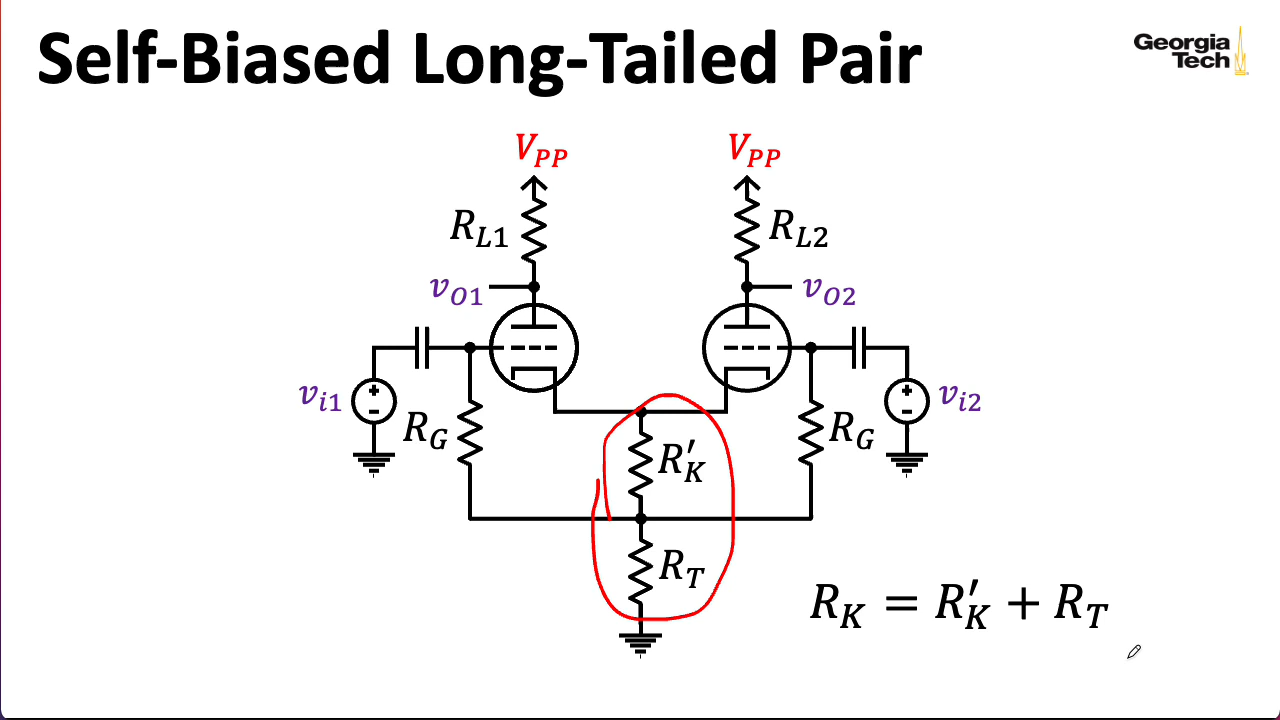 Self-Biased Long-Tailed Pair
Georgia
Tech
V_PP V_PP
R_L1 R_L2
v_O1 v_O2
v_i1 R_G R'_K R_G v_i2
R_T
R_K = R'_K + R_T